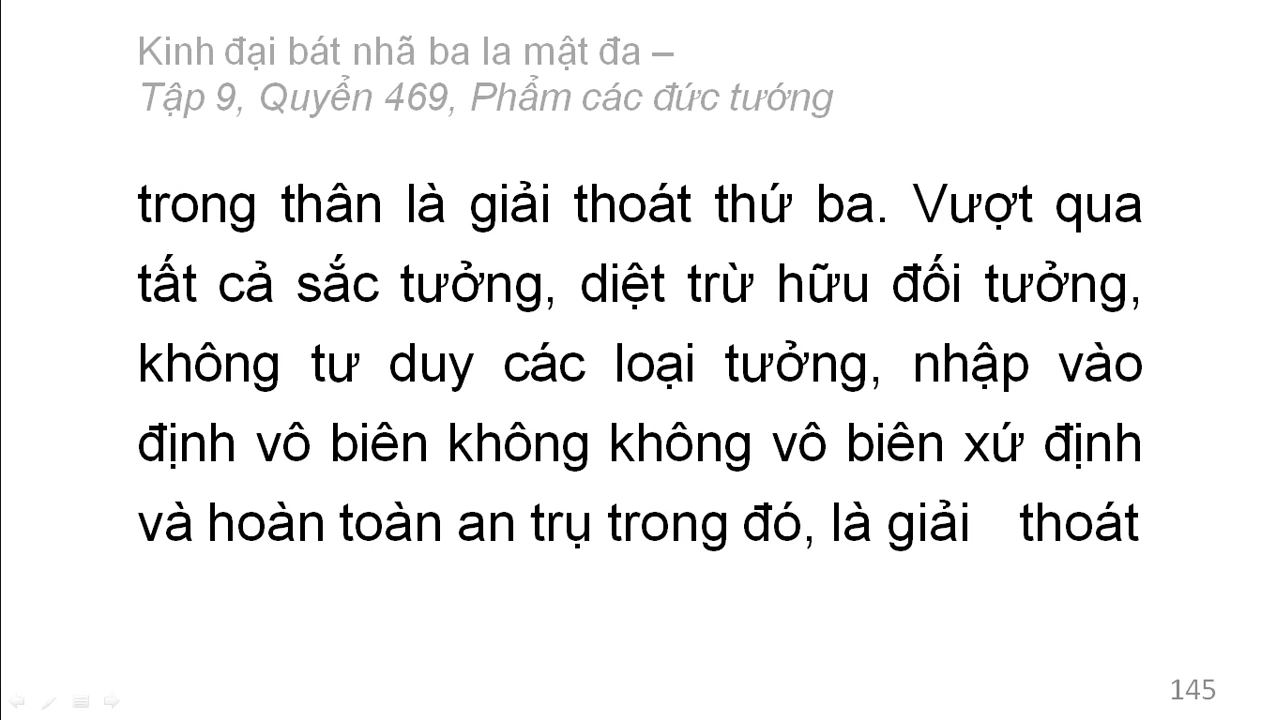 Kinh đại bát nhã ba la mật đa –
Tập 9, Quyển 469, Phẩm các đức tướng
trong thân là giải thoát thứ ba. Vượt qua
tất cả sắc tưởng, diệt trừ hữu đối tưởng,
không tư duy các loại tưởng, nhập vào
định vô biên không không vô biên xứ định
và hoàn toàn an trụ trong đó, là giải thoát
145